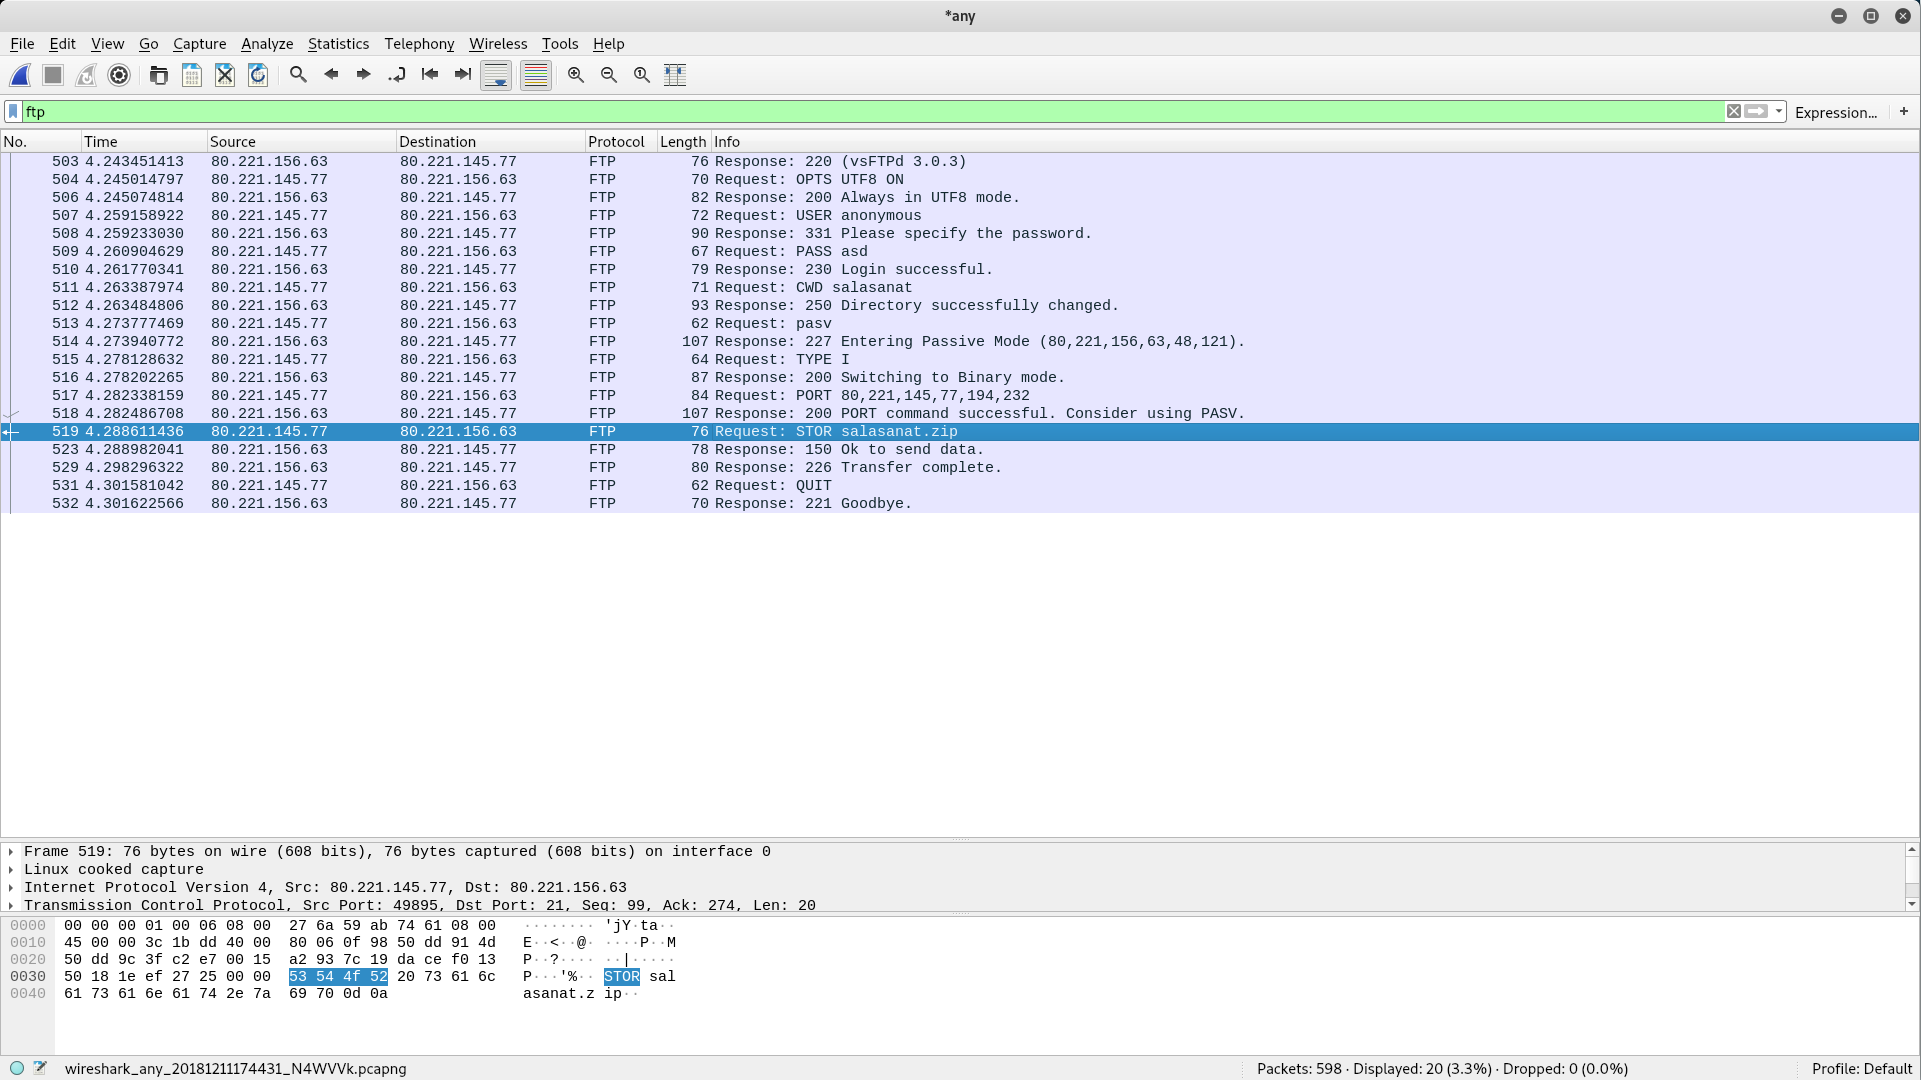 *any
File Edit View Go Capture Analyze Statistics Telephony Wireless Tools Help
ftp Expression... +
No. Time Source Destination Protocol Length Info
503 4.243451413 80.221.156.63 80.221.145.77 FTP 76 Response: 220 (vsFTPd 3.0.3)
504 4.245014797 80.221.145.77 80.221.156.63 FTP 70 Request: OPTS UTF8 ON
506 4.245074814 80.221.156.63 80.221.145.77 FTP 82 Response: 200 Always in UTF8 mode.
507 4.259158922 80.221.145.77 80.221.156.63 FTP 72 Request: USER anonymous
508 4.259233030 80.221.156.63 80.221.145.77 FTP 90 Response: 331 Please specify the password.
509 4.260904629 80.221.145.77 80.221.156.63 FTP 67 Request: PASS asd
510 4.261770341 80.221.156.63 80.221.145.77 FTP 79 Response: 230 Login successful.
511 4.263387974 80.221.145.77 80.221.156.63 FTP 71 Request: CWD salasanat
512 4.263484806 80.221.156.63 80.221.145.77 FTP 93 Response: 250 Directory successfully changed.
513 4.273777469 80.221.145.77 80.221.156.63 FTP 62 Request: pasv
514 4.273940772 80.221.156.63 80.221.145.77 FTP 107 Response: 227 Entering Passive Mode (80,221,156,63,48,121).
515 4.278128632 80.221.145.77 80.221.156.63 FTP 64 Request: TYPE I
516 4.278202265 80.221.156.63 80.221.145.77 FTP 87 Response: 200 Switching to Binary mode.
517 4.282338159 80.221.145.77 80.221.156.63 FTP 84 Request: PORT 80,221,145,77,194,232
518 4.282486708 80.221.156.63 80.221.145.77 FTP 107 Response: 200 PORT command successful. Consider using PASV.
519 4.288611436 80.221.145.77 80.221.156.63 FTP 76 Request: STOR salasanat.zip
523 4.288982041 80.221.156.63 80.221.145.77 FTP 78 Response: 150 Ok to send data.
529 4.298296322 80.221.156.63 80.221.145.77 FTP 80 Response: 226 Transfer complete.
531 4.301581042 80.221.145.77 80.221.156.63 FTP 62 Request: QUIT
532 4.301622566 80.221.156.63 80.221.145.77 FTP 70 Response: 221 Goodbye.
Frame 519: 76 bytes on wire (608 bits), 76 bytes captured (608 bits) on interface 0
Linux cooked capture
Internet Protocol Version 4, Src: 80.221.145.77, Dst: 80.221.156.63
Transmission Control Protocol, Src Port: 49895, Dst Port: 21, Seq: 99, Ack: 274, Len: 20
0000 00 00 00 01 00 06 08 00 27 6a 59 ab 74 61 08 00 ········ 'jY·ta··
0010 45 00 00 3c 1b dd 40 00 80 06 0f 98 50 dd 91 4d E··<··@· ····P··M
0020 50 dd 9c 3f c2 e7 00 15 a2 93 7c 19 da ce f0 13 P··?···· ··|·····
0030 50 18 1e ef 27 25 00 00 53 54 4f 52 20 73 61 6c P···'%·· STOR sal
0040 61 73 61 6e 61 74 2e 7a 69 70 0d 0a asanat.z ip··
wireshark_any_20181211174431_N4WVVk.pcapng Packets: 598 · Displayed: 20 (3.3%) · Dropped: 0 (0.0%) Profile: Default